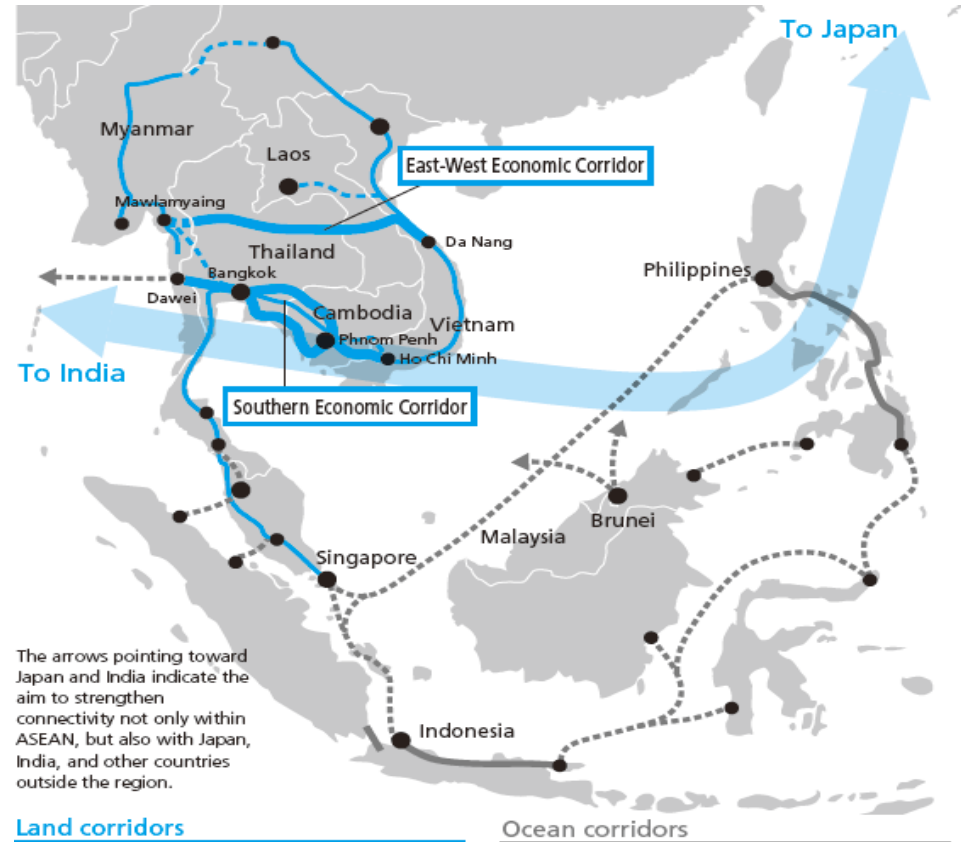 To Japan
Myanmar
Laos
East-West Economic Corridor
Mawlamyaing
Da Nang
Thailand
Philippines
Bangkok
Dawei
Cambodia
Vietnam
Phnom Penh
Ho Chi Minh
To India
Southern Economic Corridor
Brunei
Malaysia
Singapore
The arrows pointing toward
Japan and India indicate the
aim to strengthen
connectivity not only within
ASEAN, but also with Japan,
India, and other countries
outside the region.
Indonesia
Land corridors
Ocean corridors